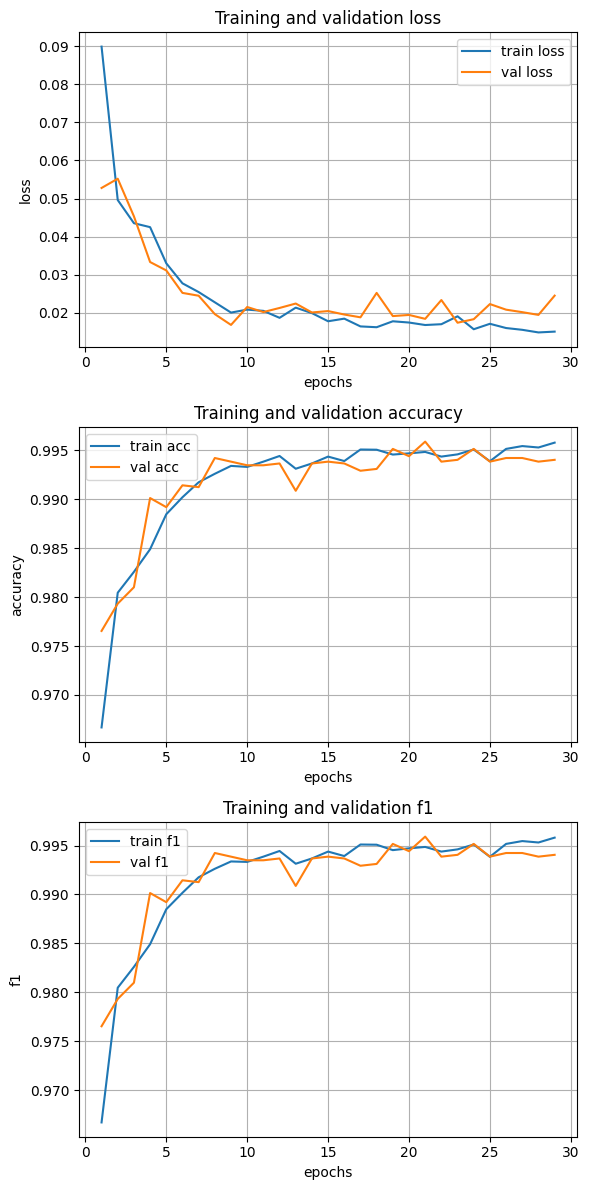 Training and validation loss
train loss
val loss
0.09
0.08
0.07
0.06
0.05
0.04
0.03
0.02
loss
0 5 10 15 20 25 30
epochs
Training and validation accuracy
train acc
val acc
0.995
0.990
0.985
0.980
0.975
0.970
accuracy
0 5 10 15 20 25 30
epochs
Training and validation f1
train f1
val f1
0.995
0.990
0.985
0.980
0.975
0.970
f1
0 5 10 15 20 25 30
epochs